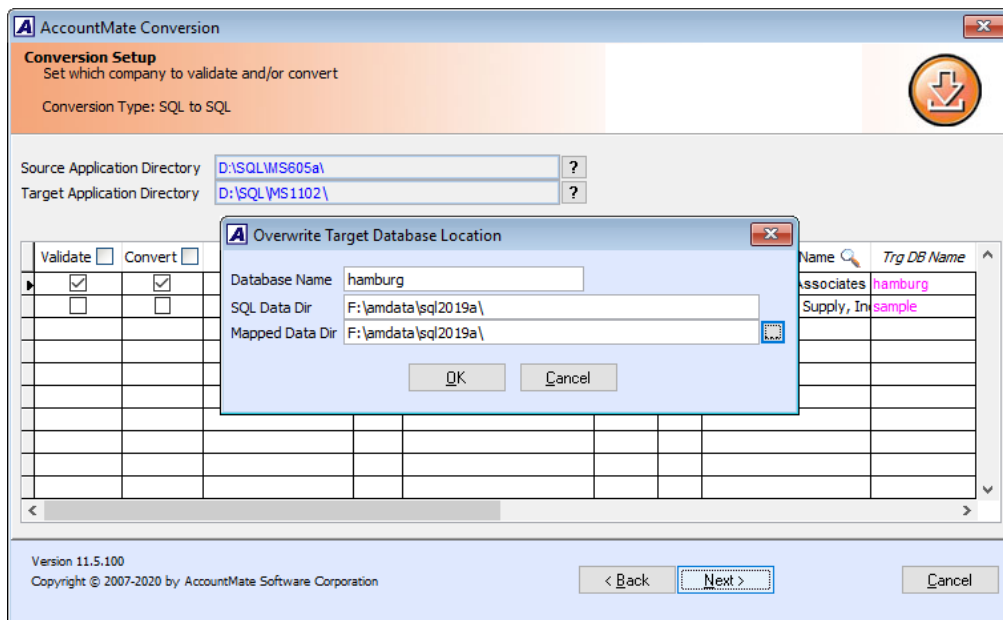 AccountMate Conversion
Conversion Setup
Set which company to validate and/or convert
Conversion Type: SQL to SQL
Source Application Directory D:\SQL\MS605a\ ?
Target Application Directory D:\SQL\MS1102\ ?
Overwrite Target Database Location
Validate Convert Name Trg DB Name
Database Name hamburg
Associates hamburg
SQL Data Dir F:\amdata\sql2019a\
Supply, In sample
Mapped Data Dir F:\amdata\sql2019a\ ...
OK Cancel
Version 11.5.100
Copyright © 2007-2020 by AccountMate Software Corporation
< Back Next > Cancel